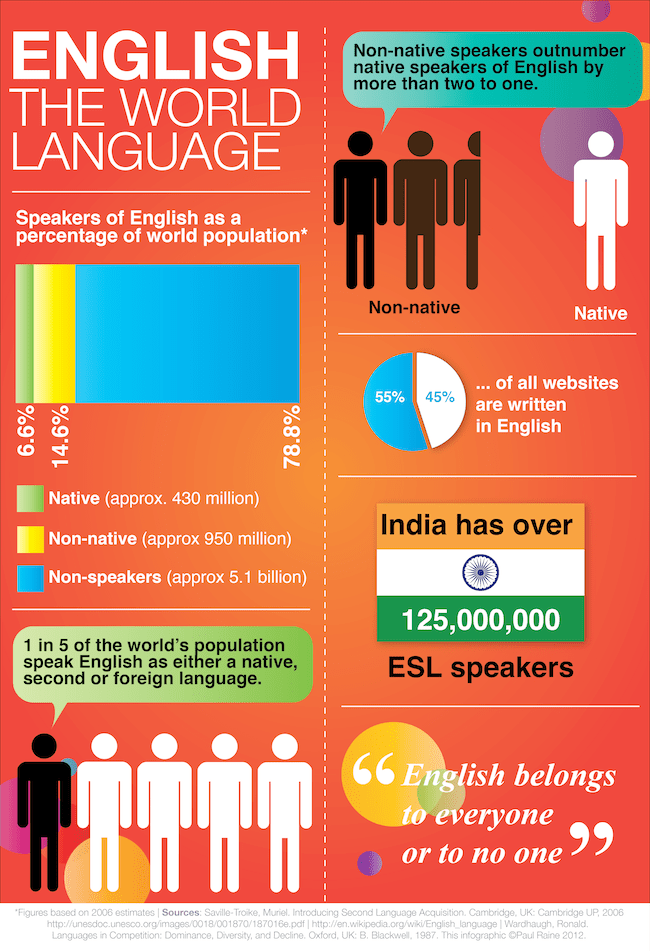 ENGLISH
THE WORLD
LANGUAGE
Speakers of English as a
percentage of world population*
6.6%
14.6%
78.8%
Native (approx. 430 million)
Non-native (approx 950 million)
Non-speakers (approx 5.1 billion)
1 in 5 of the world’s population
speak English as either a native,
second or foreign language.
Non-native speakers outnumber
native speakers of English by
more than two to one.
Non-native
Native
55%
45%
... of all websites
are written
in English
India has over
125,000,000
ESL speakers
“English belongs
to everyone
or to no one”
*Figures based on 2006 estimates | Sources: Saville-Troike, Muriel. Introducing Second Language Acquisition. Cambridge, UK: Cambridge UP, 2006
http://unesdoc.unesco.org/images/0018/001870/187016e.pdf | http://en.wikipedia.org/wiki/English_language | Wardhaugh, Ronald.
Languages in Competition: Dominance, Diversity, and Decline. Oxford, UK: B. Blackwell, 1987. This infographic ©Paul Raine 2012.